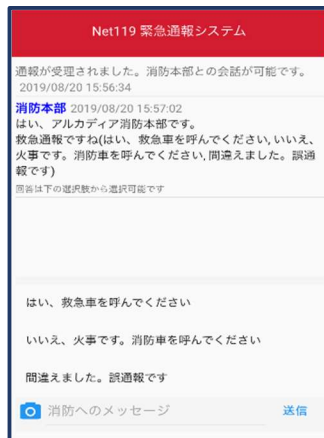 Net119 緊急通報システム
通報が受理されました。消防本部との会話が可能です。
2019/08/20 15:56:34
消防本部 2019/08/20 15:57:02
はい、アルカディア消防本部です。
救急通報ですね(はい、救急車を呼んでください, いいえ、
火事です。消防車を呼んでください, 間違えました。誤通
報です)
回答は下の選択肢から選択可能です
はい、救急車を呼んでください
いいえ、火事です。消防車を呼んでください
間違えました。誤通報です
消防へのメッセージ 送信